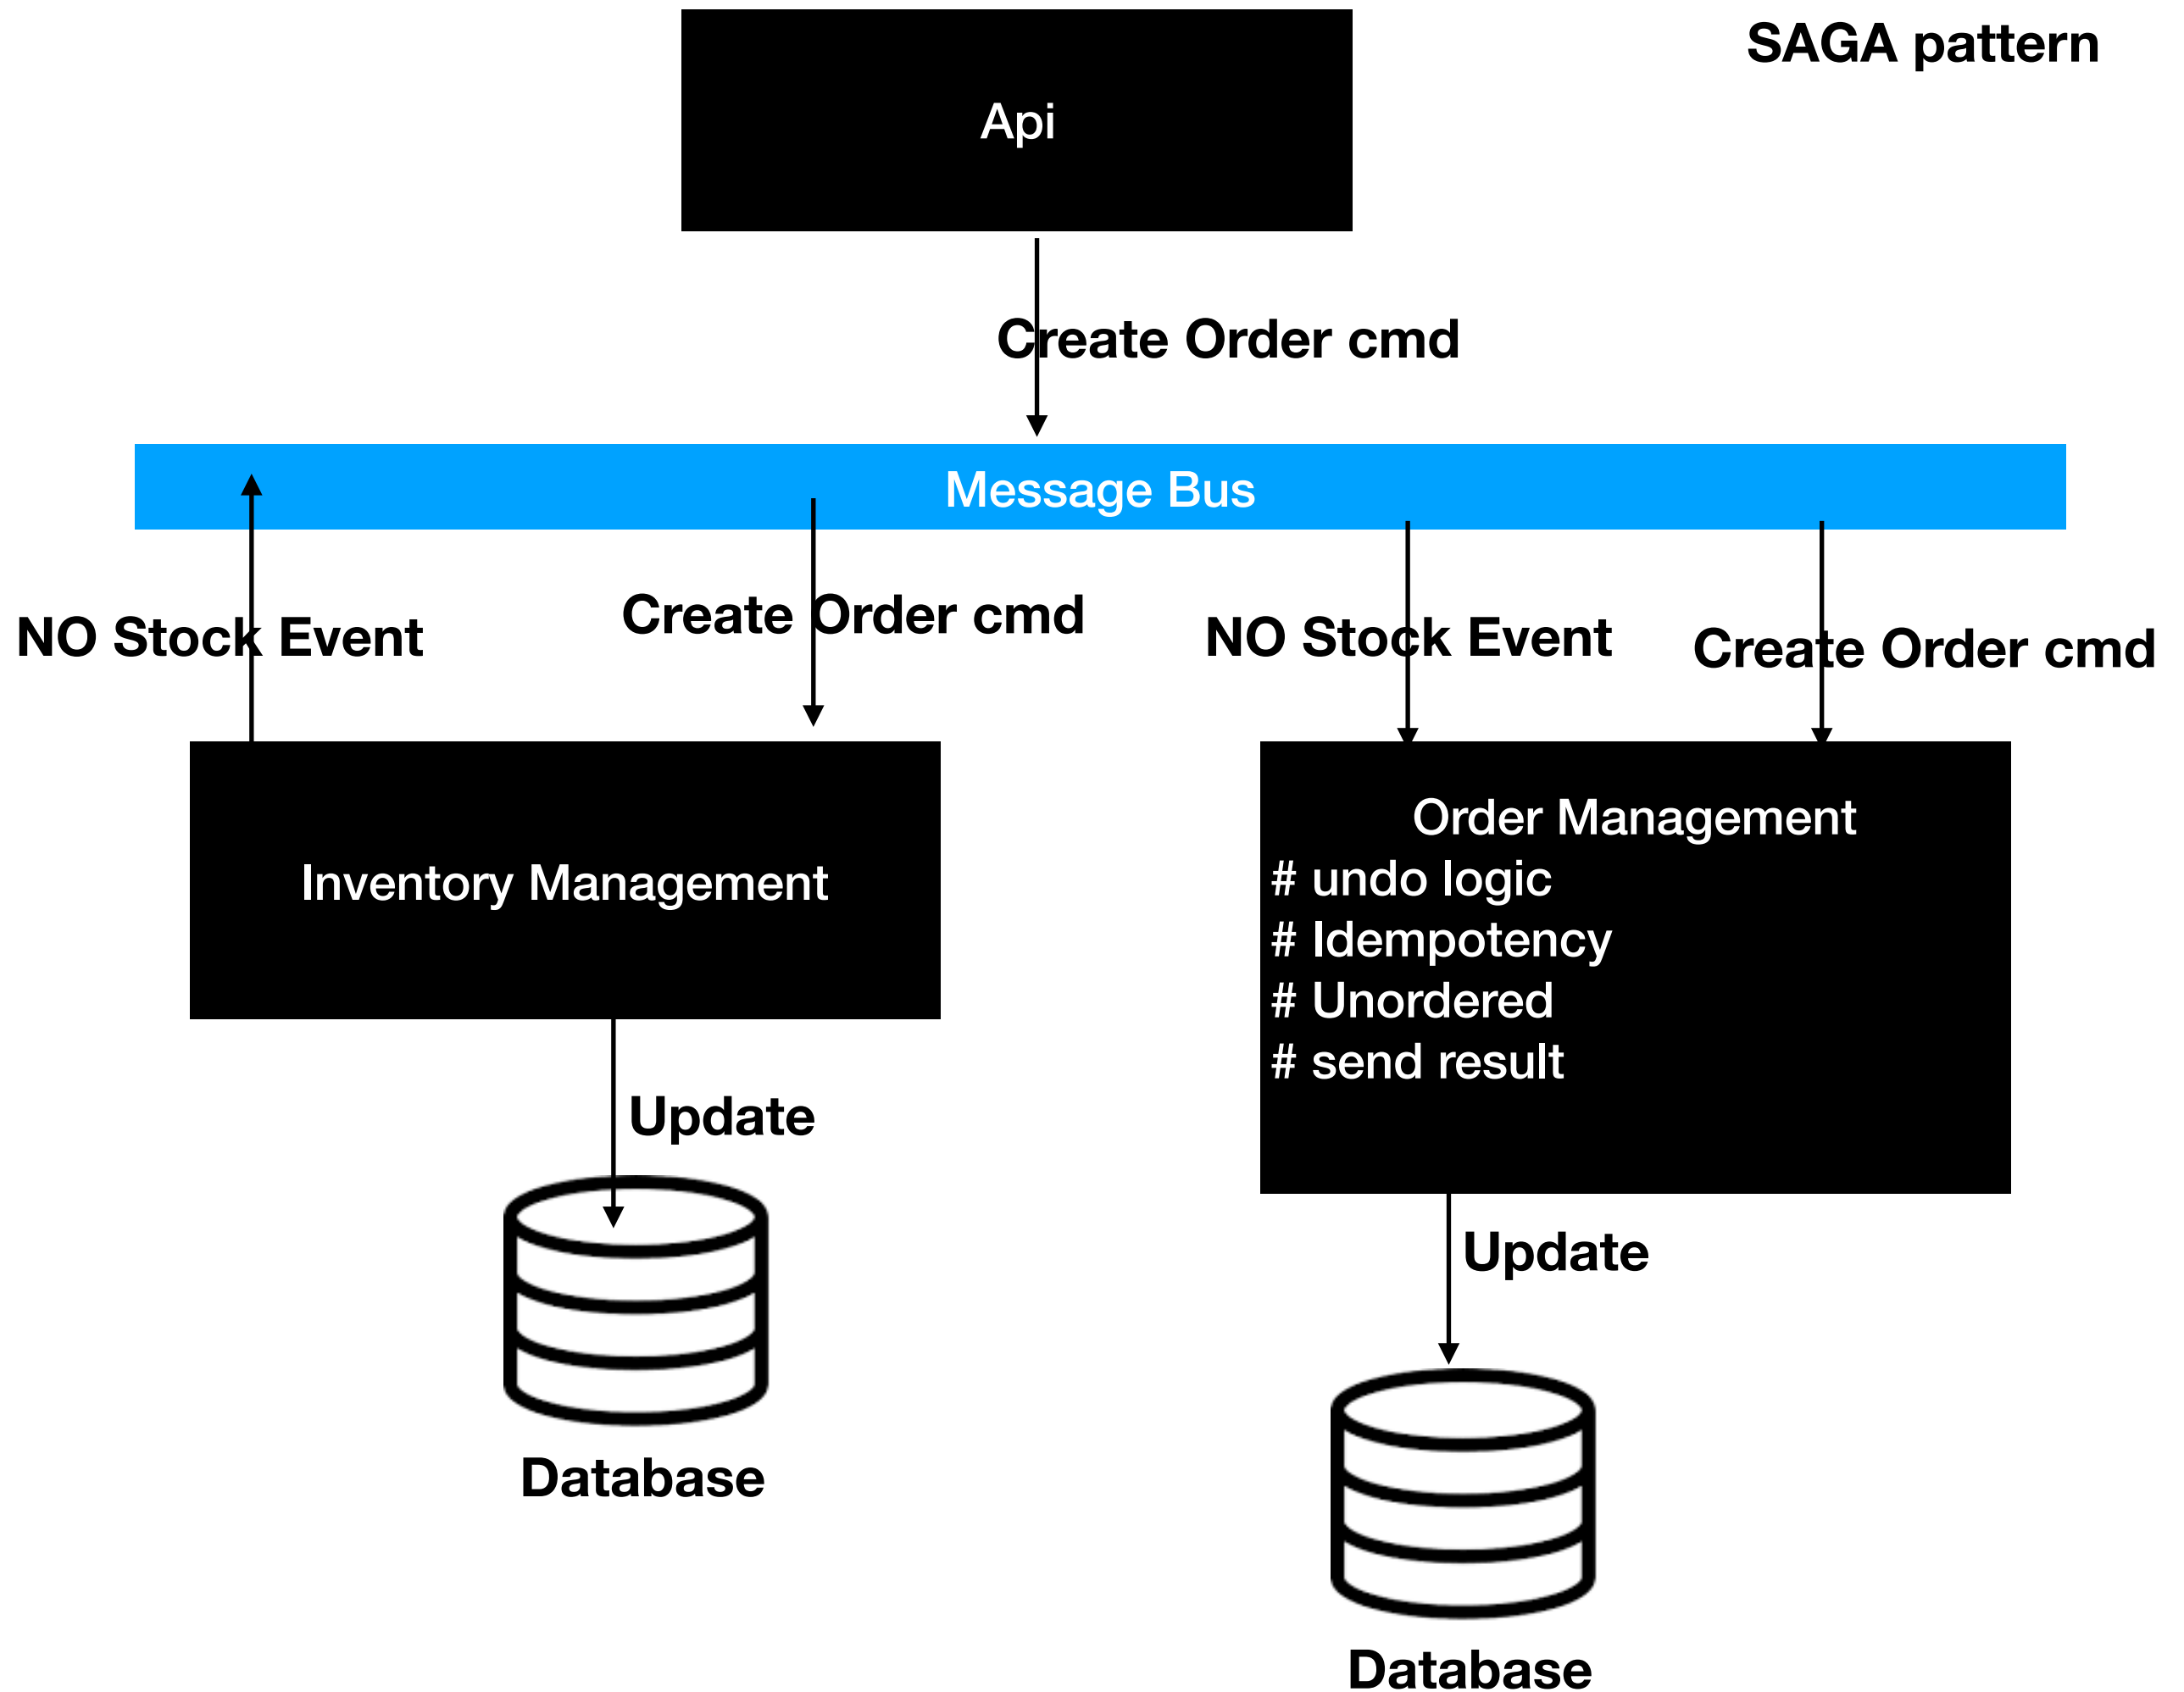 SAGA pattern
Api
Create Order cmd
Message Bus
NO Stock Event
Create Order cmd
NO Stock Event
Create Order cmd
Inventory Management
Order Management
# undo logic
# Idempotency
# Unordered
# send result
Update
Update
Database
Database